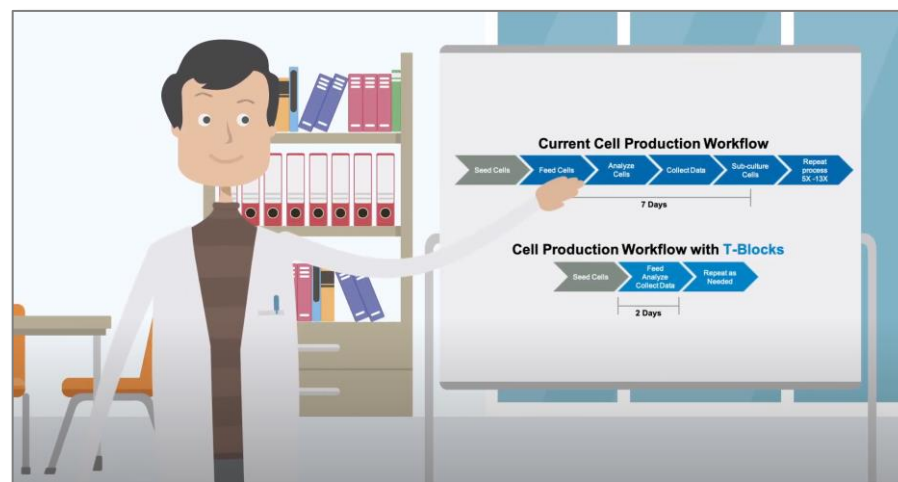 Current Cell Production Workflow
Seed Cells
Feed Cells
Analyze
Cells
Collect Data
Sub-culture
Cells
Repeat
process
5X -13X
7 Days
Cell Production Workflow with T-Blocks
Seed Cells
Feed
Analyze
Collect Data
Repeat as
Needed
2 Days